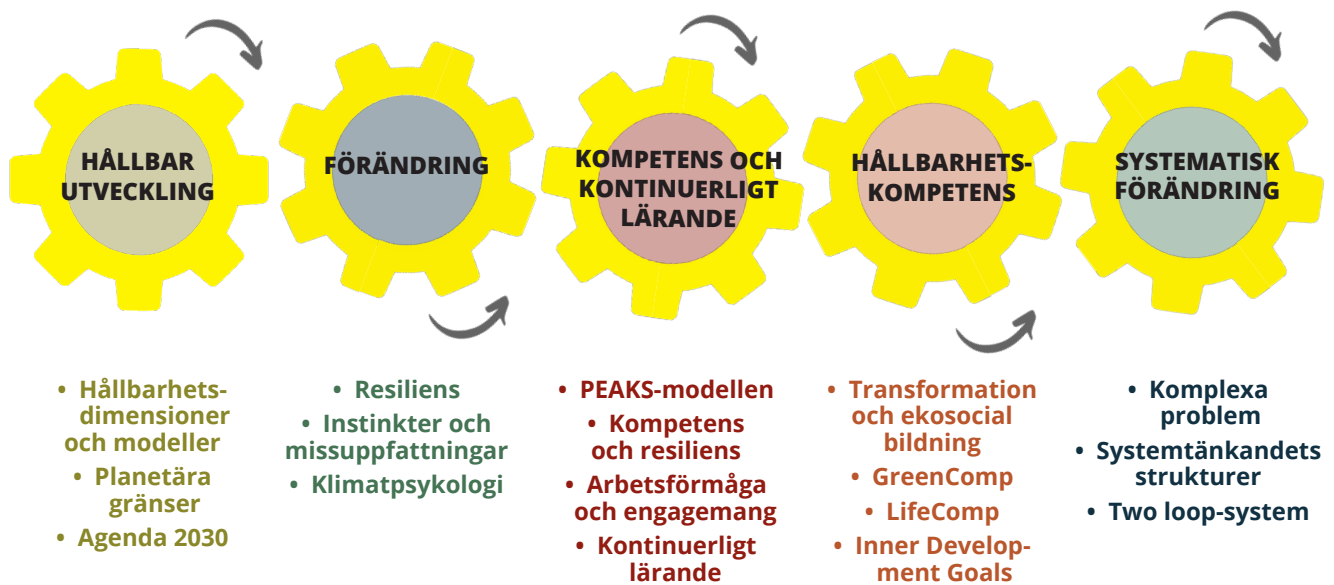 HÅLLBAR
UTVECKLING
FÖRÄNDRING
KOMPETENS OCH
KONTINUERLIGT
LÄRANDE
HÅLLBARHETS-
KOMPETENS
SYSTEMATISK
FÖRÄNDRING
• Hållbarhets-
dimensioner
och modeller
• Planetära
gränser
• Agenda 2030
• Resiliens
• Instinkter och
missuppfattningar
• Klimatpsykologi
• PEAKS-modellen
• Kompetens
och resiliens
• Arbetsförmåga
och engagemang
• Kontinuerligt
lärande
• Transformation
och ekosocial
bildning
• GreenComp
• LifeComp
• Inner Develop-
ment Goals
• Komplexa
problem
• Systemtänkandets
strukturer
• Two loop-system